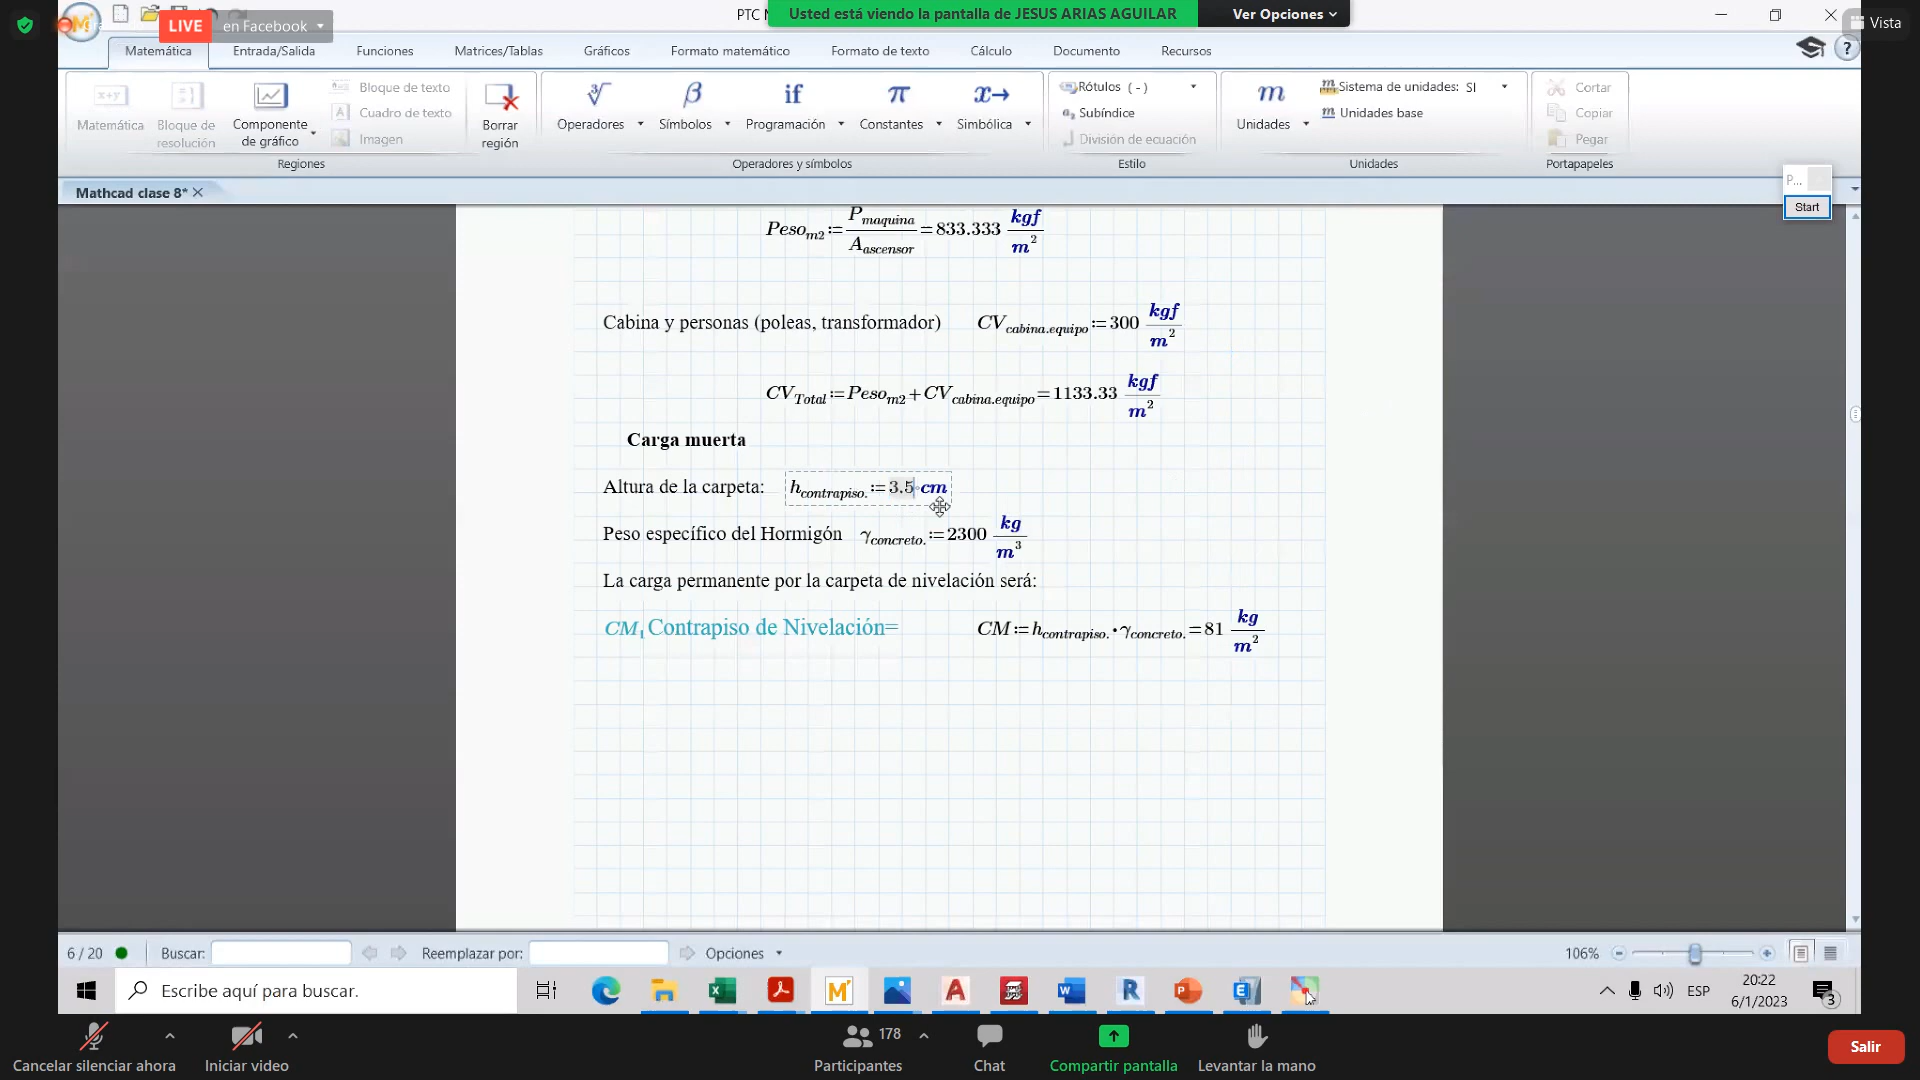 LIVE en Facebook
PTC M
Usted está viendo la pantalla de JESUS ARIAS AGUILAR
Ver Opciones
Vista
Matemática Entrada/Salida Funciones Matrices/Tablas Gráficos Formato matemático Formato de texto Cálculo Documento Recursos
Matemática
Bloque de resolución
Componente de gráfico
Bloque de texto
Cuadro de texto
Imagen
Regiones
Borrar región
Operadores
Símbolos
Programación
Constantes
Simbólica
Operadores y símbolos
Rótulos ( - )
Subíndice
División de ecuación
Estilo
Unidades
Sistema de unidades: SI
Unidades base
Unidades
Cortar
Copiar
Pegar
Portapapeles
Mathcad clase 8*
P...
Start
Peso_m2 := P_maquina / A_ascensor = 833.333 kgf/m²
Cabina y personas (poleas, transformador) CV_cabina.equipo := 300 kgf/m²
CV_Total := Peso_m2 + CV_cabina.equipo = 1133.33 kgf/m²
Carga muerta
Altura de la carpeta: h_contrapiso. := 3.5 cm
Peso específico del Hormigón γ_concreto. := 2300 kg/m³
La carga permanente por la carpeta de nivelación será:
CM₁ Contrapiso de Nivelación= CM := h_contrapiso. · γ_concreto. = 81 kg/m²
6 / 20 Buscar: Reemplazar por: Opciones 106%
Escribe aquí para buscar.
ESP
20:22
6/1/2023
3
Cancelar silenciar ahora
Iniciar video
178
Participantes
Chat
Compartir pantalla
Levantar la mano
Salir